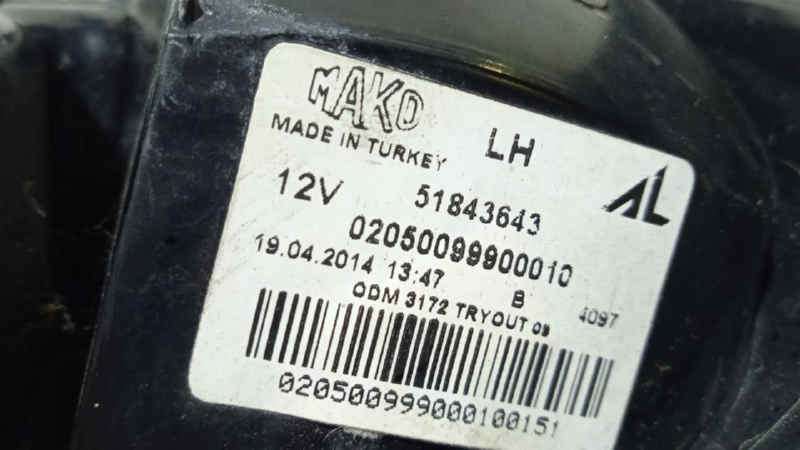 MAKO
LH
MADE IN TURKEY
AL
12V 51843643
02050099900010
19.04.2014 13:47 B 4097
ODM 3172 TRYOUT 09
020500999000100151